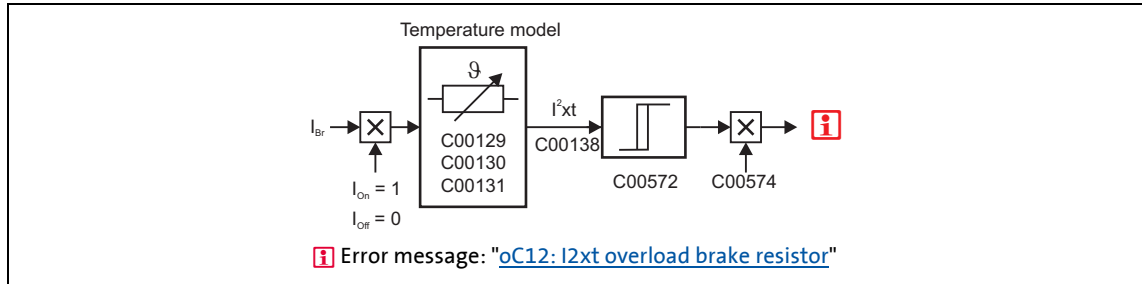 Temperature model
ϑ
I²xt
I_Br
C00129
C00138
C00130
C00131
C00572
C00574
I_On = 1
I_Off = 0
i Error message: "oC12: I2xt overload brake resistor"